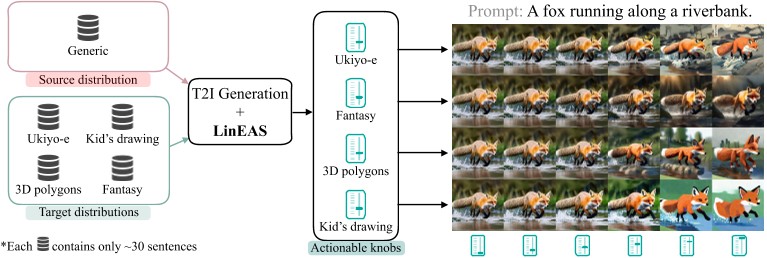 Generic
Source distribution
Ukiyo-e
Kid's drawing
3D polygons
Fantasy
Target distributions
*Each contains only ~30 sentences
T2I Generation
+
LinEAS
Ukiyo-e
Fantasy
3D polygons
Kid's drawing
Actionable knobs
Prompt: A fox running along a riverbank.